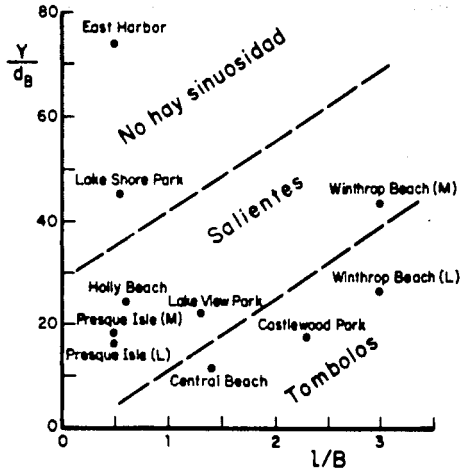 80
Y
d_B
60
40
20
0
0
1
2
3
l/B
East Harbor
No hay sinuosidad
Lake Shore Park
Salientes
Winthrop Beach (M)
Holly Beach
Lake View Park
Winthrop Beach (L)
Presque Isle (M)
Castlewood Park
Presque Isle (L)
Central Beach
Tombolos